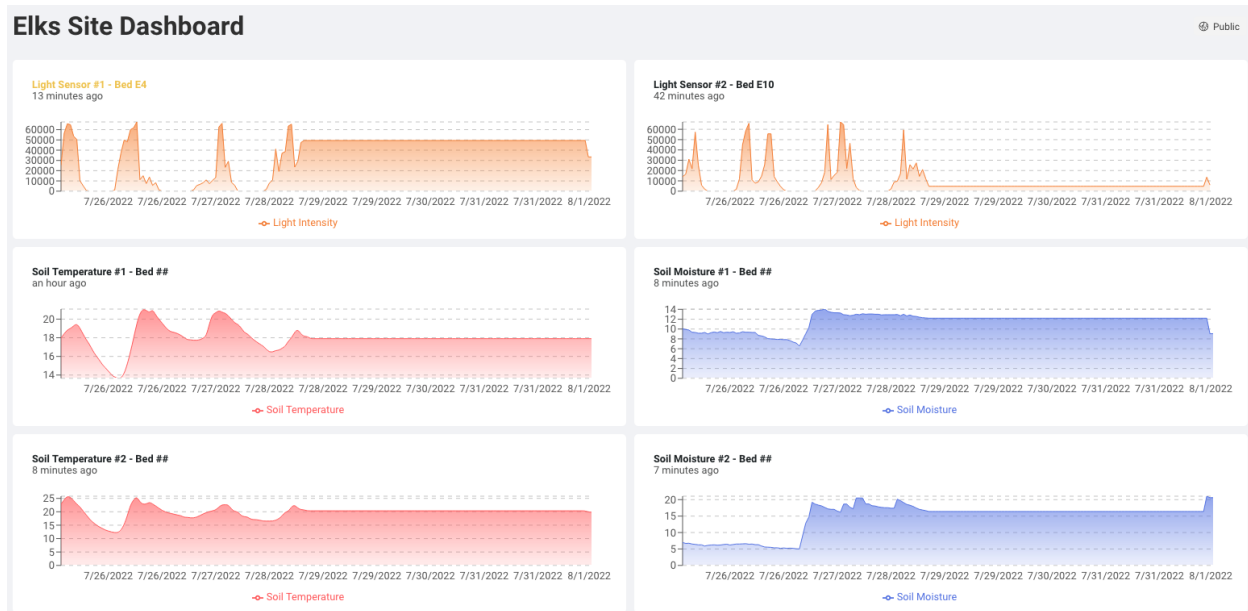 Elks Site Dashboard
Public
Light Sensor #1 - Bed E4
13 minutes ago
60000
50000
40000
30000
20000
10000
0
7/26/2022 7/26/2022 7/27/2022 7/28/2022 7/29/2022 7/29/2022 7/30/2022 7/31/2022 7/31/2022 8/1/2022
Light Intensity
Light Sensor #2 - Bed E10
42 minutes ago
60000
50000
40000
30000
20000
10000
0
7/26/2022 7/26/2022 7/27/2022 7/28/2022 7/29/2022 7/29/2022 7/30/2022 7/31/2022 7/31/2022 8/1/2022
Light Intensity
Soil Temperature #1 - Bed ##
an hour ago
20
18
16
14
7/26/2022 7/26/2022 7/27/2022 7/28/2022 7/28/2022 7/29/2022 7/30/2022 7/31/2022 7/31/2022 8/1/2022
Soil Temperature
Soil Moisture #1 - Bed ##
8 minutes ago
14
12
10
8
6
4
2
0
7/26/2022 7/26/2022 7/27/2022 7/28/2022 7/29/2022 7/29/2022 7/30/2022 7/31/2022 7/31/2022 8/1/2022
Soil Moisture
Soil Temperature #2 - Bed ##
8 minutes ago
25
20
15
10
5
0
7/26/2022 7/26/2022 7/27/2022 7/28/2022 7/29/2022 7/29/2022 7/30/2022 7/31/2022 7/31/2022 8/1/2022
Soil Temperature
Soil Moisture #2 - Bed ##
7 minutes ago
20
15
10
5
0
7/26/2022 7/26/2022 7/27/2022 7/28/2022 7/29/2022 7/29/2022 7/30/2022 7/31/2022 7/31/2022 8/1/2022
Soil Moisture